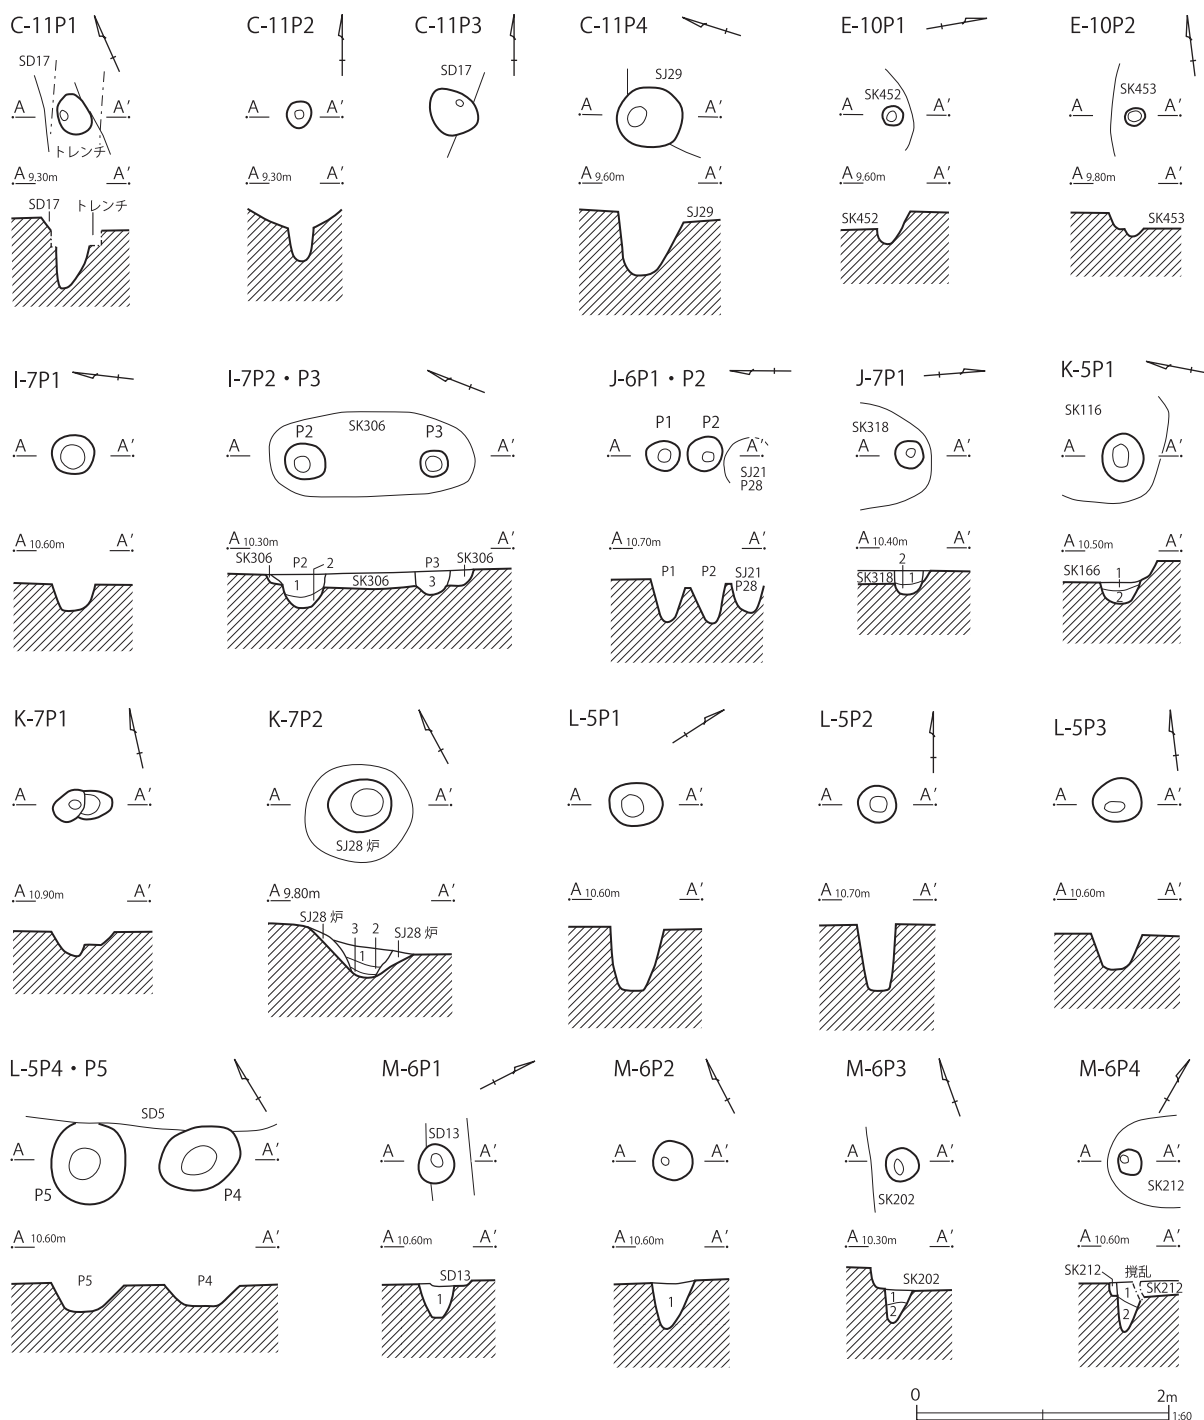 C-11P1
C-11P2
C-11P3
C-11P4
E-10P1
E-10P2
SD17
A A’
トレンチ
A 9.30m A’
SD17 トレンチ
A A’
A 9.30m A’
SD17
SJ29
A A’
A 9.60m A’
SJ29
SK452
A A’
A 9.60m A’
SK452
SK453
A A’
A 9.80m A’
SK453
I-7P1
I-7P2・P3
J-6P1・P2
J-7P1
K-5P1
A A’
A 10.60m A’
SK306
P2 P3
A A’
A 10.30m A’
SK306 P2 2 P3 SK306
1 SK306 3
P1 P2
A A’
SJ21
P28
A 10.70m A’
P1 P2 SJ21
P28
SK318
A A’
A 10.40m A’
2
SK318 1
SK116
A A’
A 10.50m A’
SK166 1
2
K-7P1
K-7P2
L-5P1
L-5P2
L-5P3
A A’
A 10.90m A’
A A’
SJ28 炉
A 9.80m A’
SJ28 炉 3 2 SJ28 炉
1
A A’
A 10.60m A’
A A’
A 10.70m A’
A A’
A 10.60m A’
L-5P4・P5
M-6P1
M-6P2
M-6P3
M-6P4
SD5
A A’
P5 P4
A 10.60m A’
P5 P4
SD13
A A’
A 10.60m A’
SD13
1
A A’
A 10.60m A’
1
A A’
SK202
A 10.30m A’
SK202
1
2
A A’
SK212
A 10.60m A’
SK212 撹乱
1 SK212
2
0 2m
1:60